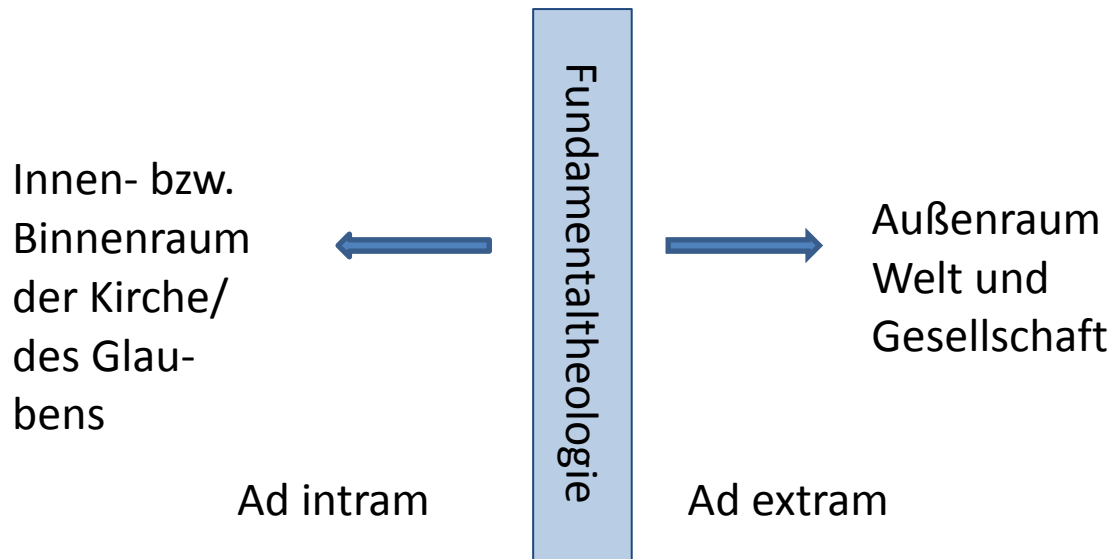 Innen- bzw.
Binnenraum
der Kirche/
des Glau-
bens
Ad intram
Fundamentaltheologie
Außenraum
Welt und
Gesellschaft
Ad extram